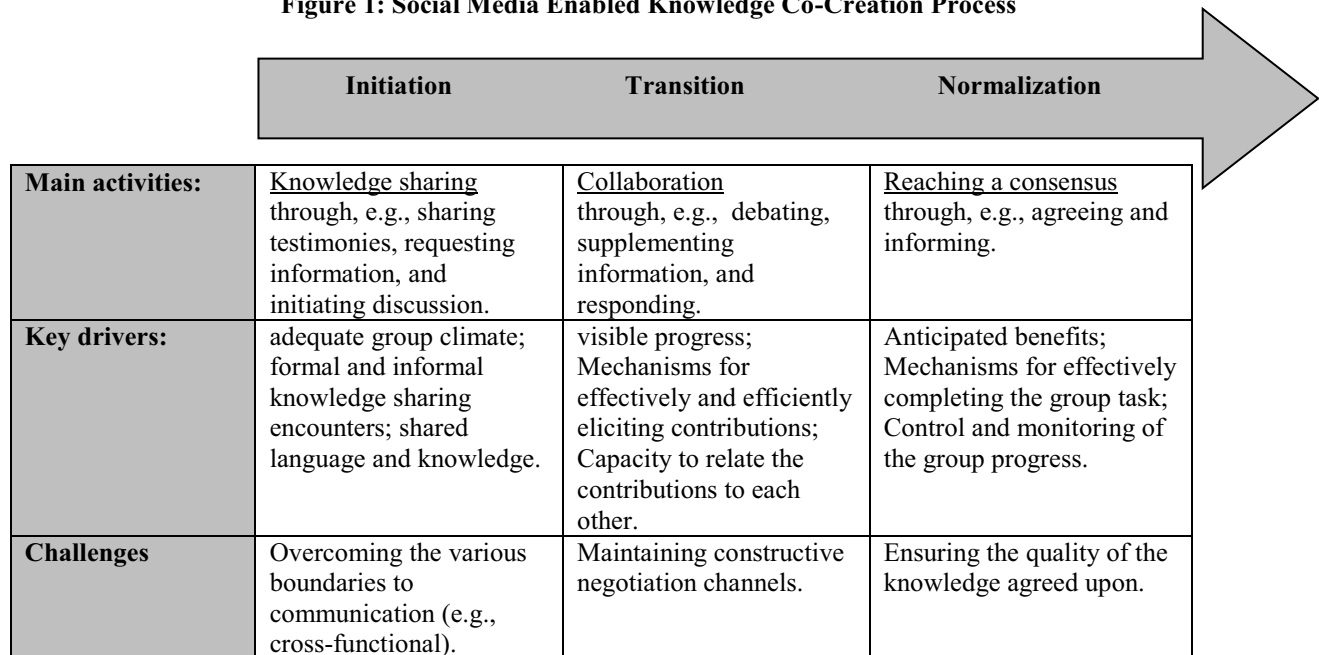 Figure 1: Social Media Enabled Knowledge Co-Creation Process
Initiation Transition Normalization
Main activities:
Knowledge sharing
through, e.g., sharing
testimonies, requesting
information, and
initiating discussion.
Collaboration
through, e.g.,  debating,
supplementing
information, and
responding.
Reaching a consensus
through, e.g., agreeing and
informing.
Key drivers:
adequate group climate;
formal and informal
knowledge sharing
encounters; shared
language and knowledge.
visible progress;
Mechanisms for
effectively and efficiently
eliciting contributions;
Capacity to relate the
contributions to each
other.
Anticipated benefits;
Mechanisms for effectively
completing the group task;
Control and monitoring of
the group progress.
Challenges
Overcoming the various
boundaries to
communication (e.g.,
cross-functional).
Maintaining constructive
negotiation channels.
Ensuring the quality of the
knowledge agreed upon.